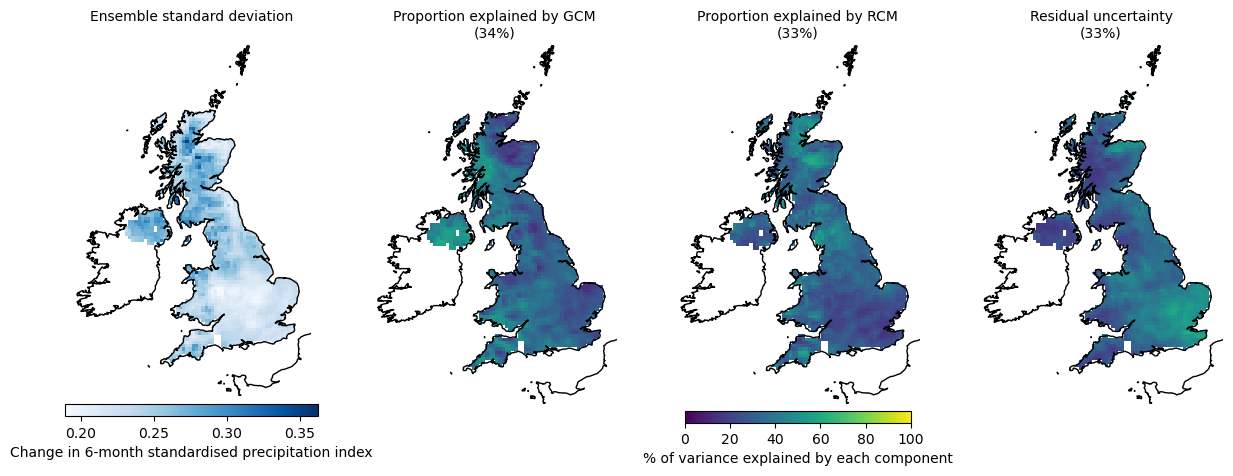 Ensemble standard deviation
Proportion explained by GCM
(34%)
Proportion explained by RCM
(33%)
Residual uncertainty
(33%)
0.20 0.25 0.30 0.35
Change in 6-month standardised precipitation index
0 20 40 60 80 100
% of variance explained by each component